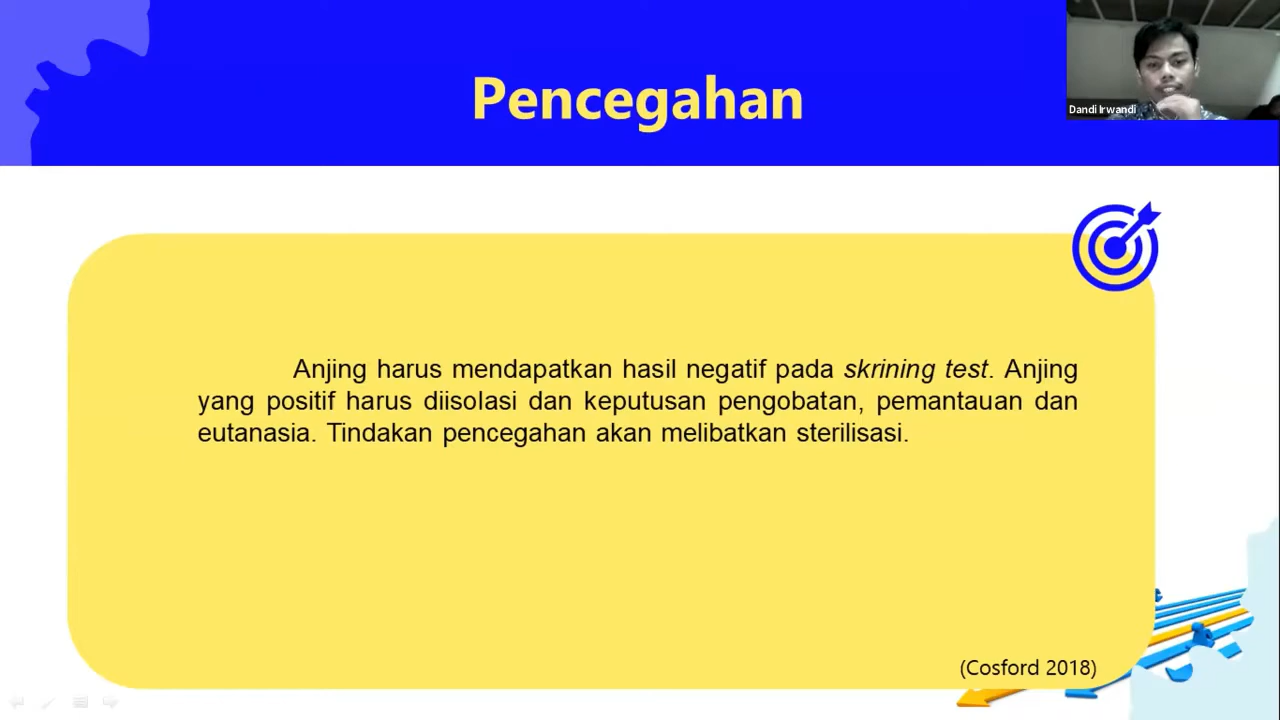 Pencegahan
Dandi Irwandi
Anjing harus mendapatkan hasil negatif pada skrining test. Anjing
yang positif harus diisolasi dan keputusan pengobatan, pemantauan dan
eutanasia. Tindakan pencegahan akan melibatkan sterilisasi.
(Cosford 2018)